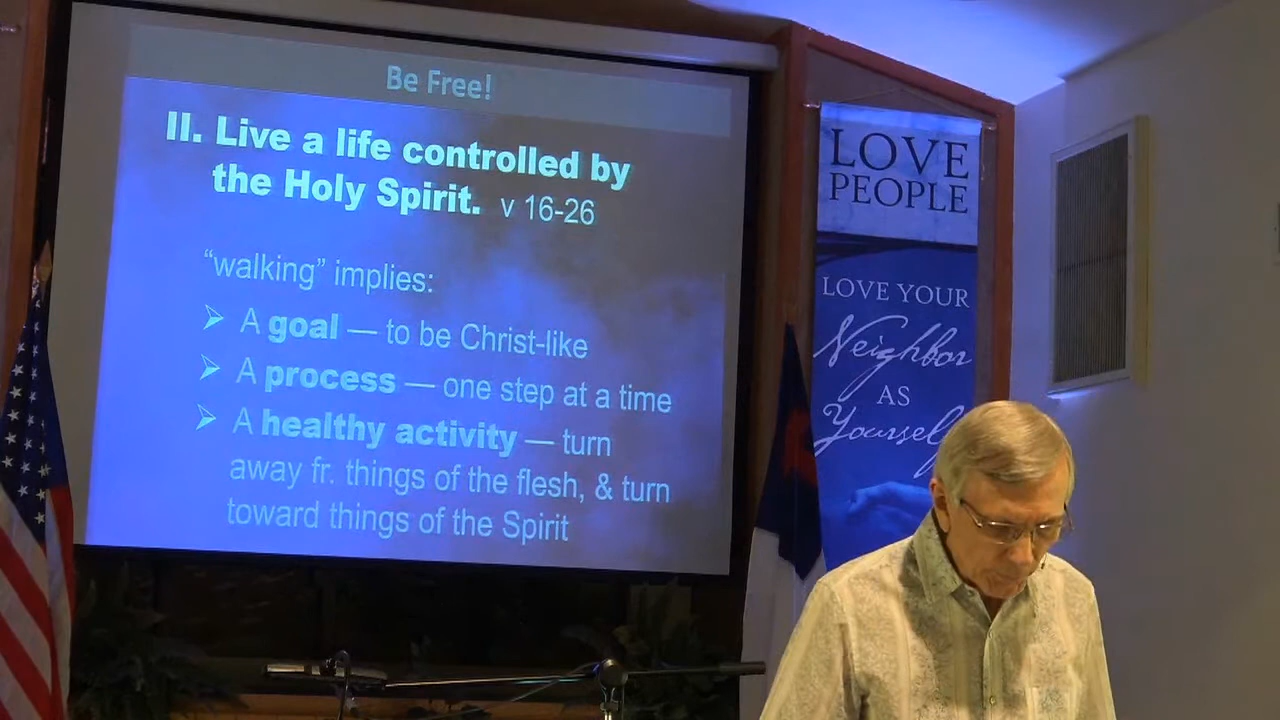 Be Free!
II. Live a life controlled by
the Holy Spirit. v 16-26
“walking” implies:
➢ A goal — to be Christ-like
➢ A process — one step at a time
➢ A healthy activity — turn
away fr. things of the flesh, & turn
toward things of the Spirit
LOVE
PEOPLE
LOVE YOUR
Neighbor
AS
Yourself